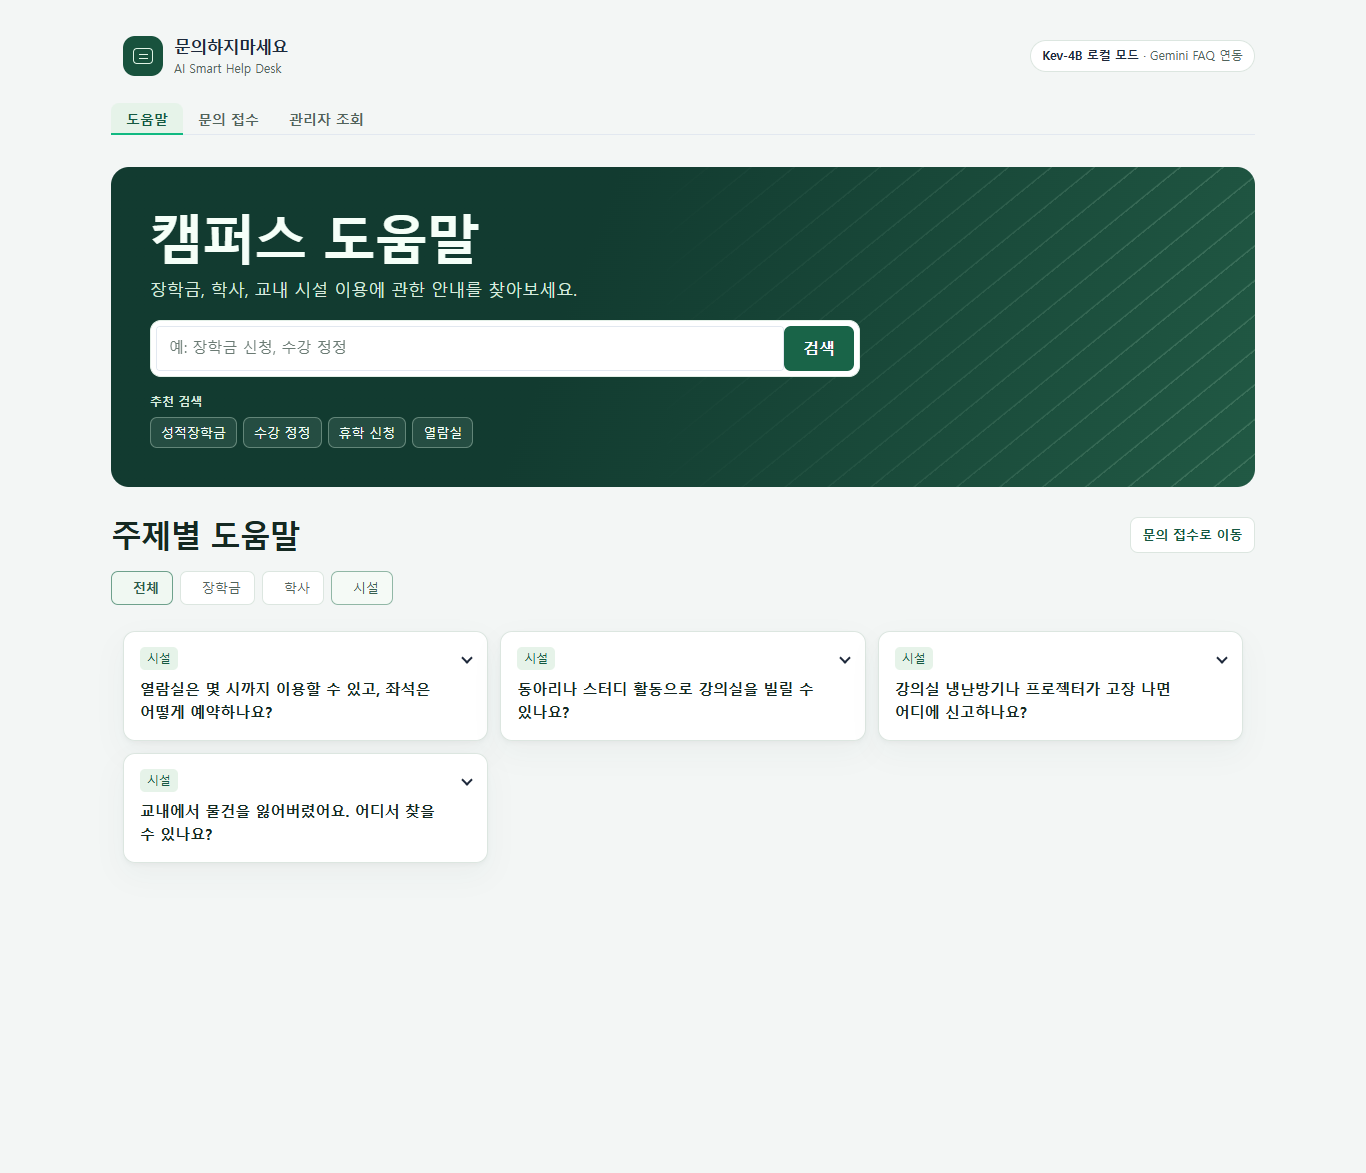 문의하지마세요
AI Smart Help Desk
Kev-4B 로컬 모드 · Gemini FAQ 연동
도움말
문의 접수
관리자 조회
캠퍼스 도움말
장학금, 학사, 교내 시설 이용에 관한 안내를 찾아보세요.
예: 장학금 신청, 수강 정정
검색
추천 검색
성적장학금
수강 정정
휴학 신청
열람실
주제별 도움말
문의 접수로 이동
전체
장학금
학사
시설
시설
열람실은 몇 시까지 이용할 수 있고, 좌석은
어떻게 예약하나요?
시설
동아리나 스터디 활동으로 강의실을 빌릴 수
있나요?
시설
강의실 냉난방기나 프로젝터가 고장 나면
어디에 신고하나요?
시설
교내에서 물건을 잃어버렸어요. 어디서 찾을
수 있나요?